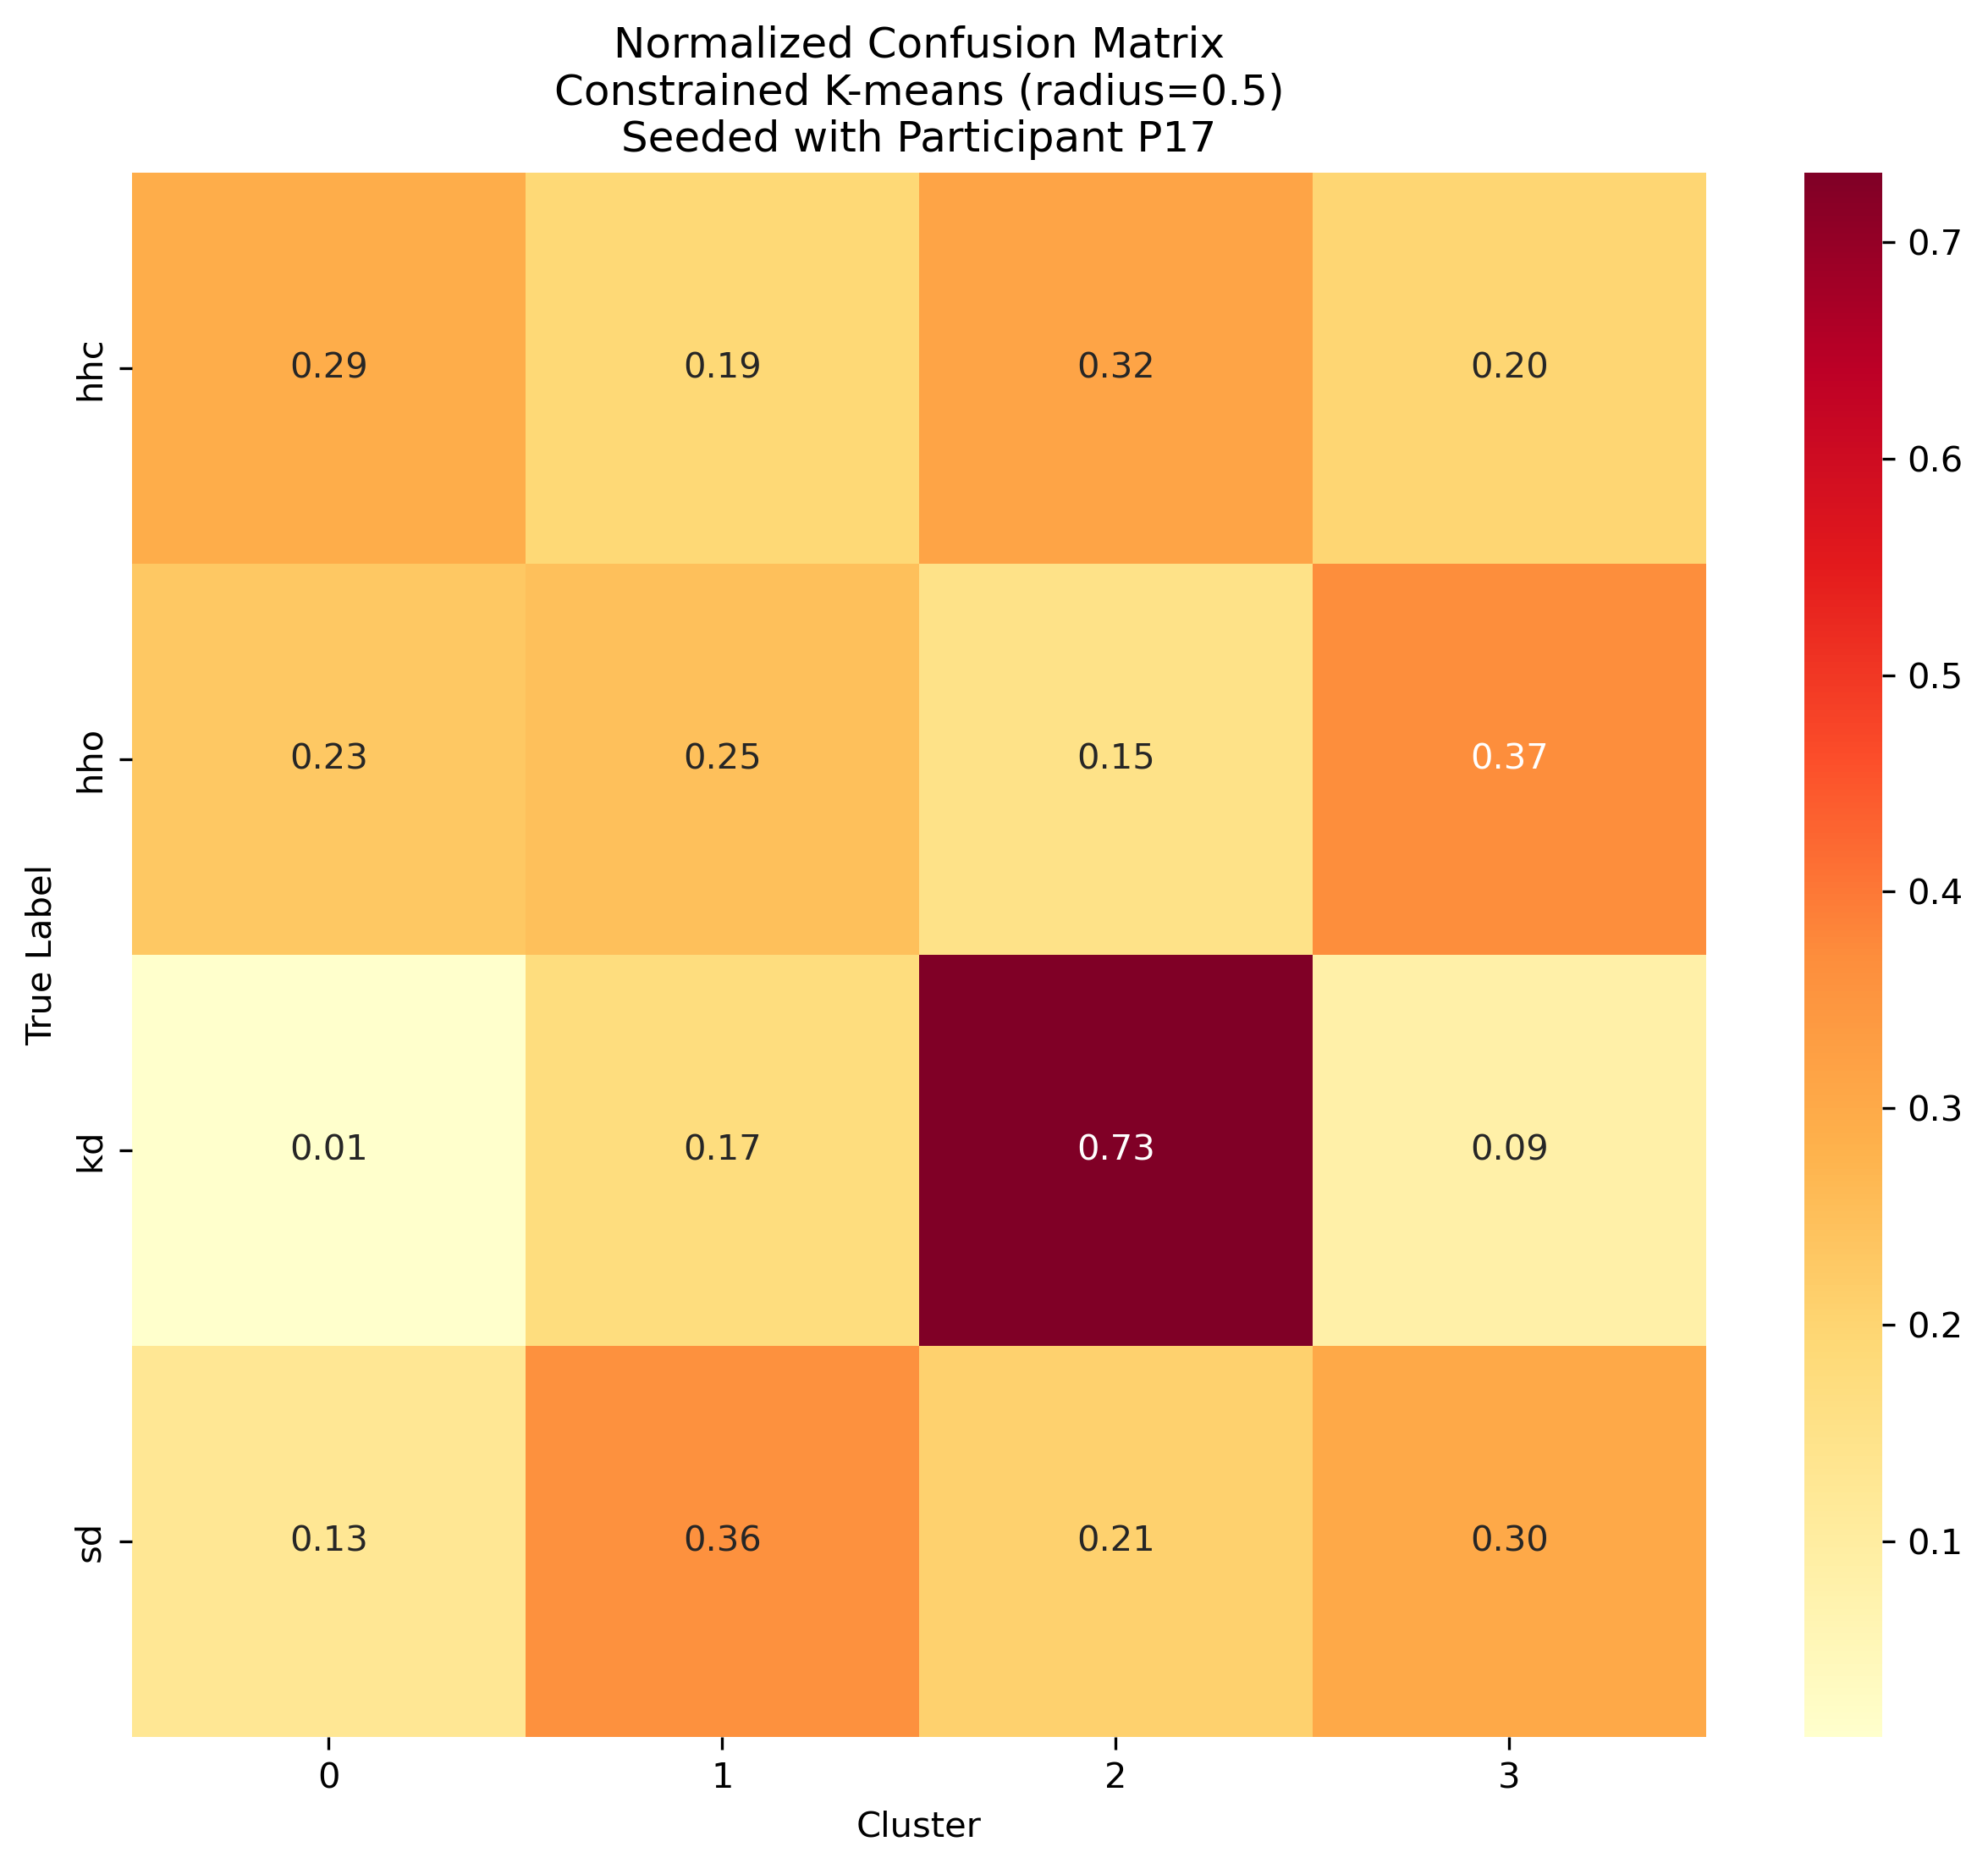 Normalized Confusion Matrix
Constrained K-means (radius=0.5)
Seeded with Participant P17
True Label
hhc
0.29 0.19 0.32 0.20
hho
0.23 0.25 0.15 0.37
kd
0.01 0.17 0.73 0.09
sd
0.13 0.36 0.21 0.30
0 1 2 3
Cluster
0.7
0.6
0.5
0.4
0.3
0.2
0.1